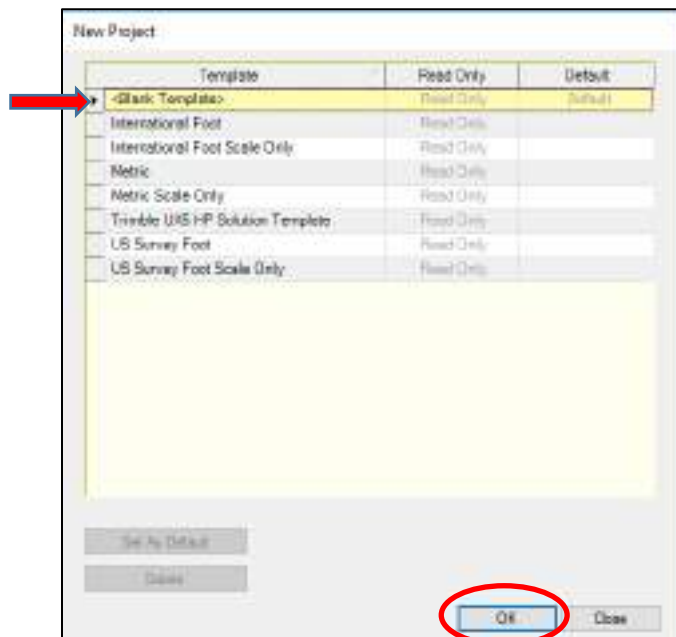 New Project
Template Read Only Default
<Blank Template> Read Only Default
International Foot Read Only
International Foot Scale Only Read Only
Metric Read Only
Metric Scale Only Read Only
Trimble UX5 HP Solution Template Read Only
US Survey Foot Read Only
US Survey Foot Scale Only Read Only
Set As Default
Delete
OK Close